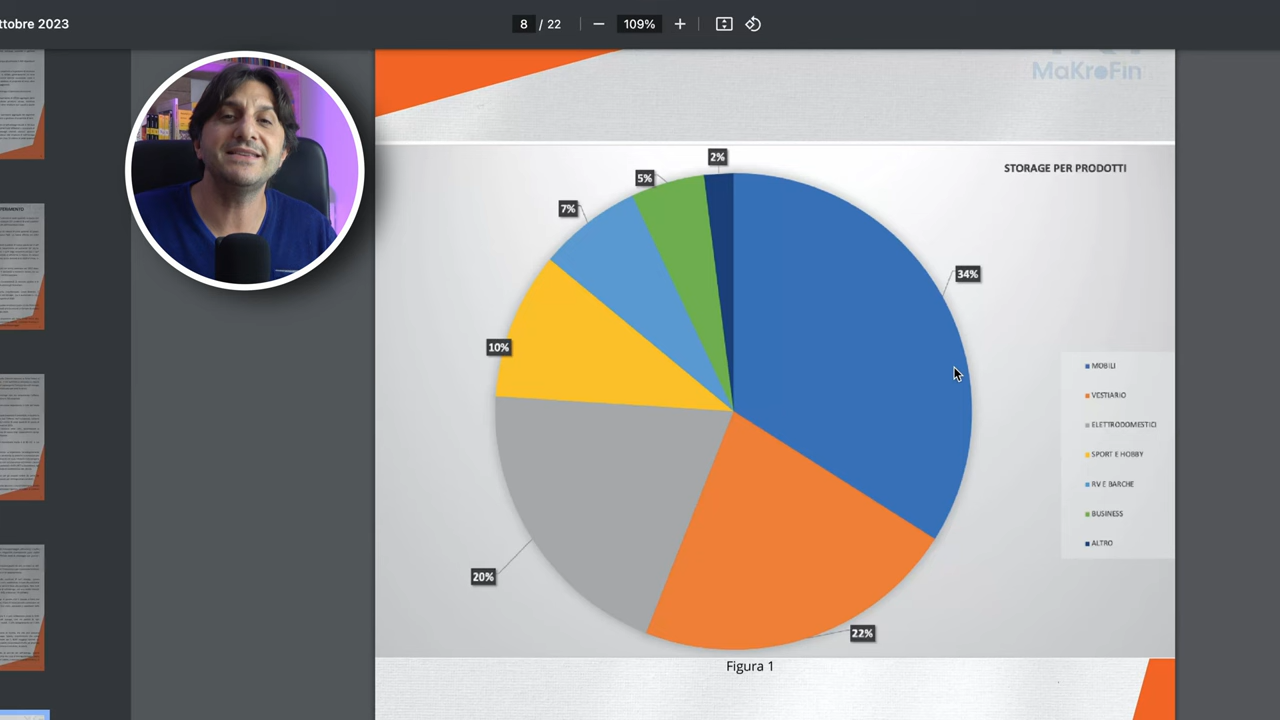 ttobre 2023
8 / 22
109%
MaKroFin
STORAGE PER PRODOTTI
2%
5%
7%
34%
10%
20%
22%
MOBILI
VESTIARIO
ELETTRODOMESTICI
SPORT E HOBBY
RV E BARCHE
BUSINESS
ALTRO
Figura 1